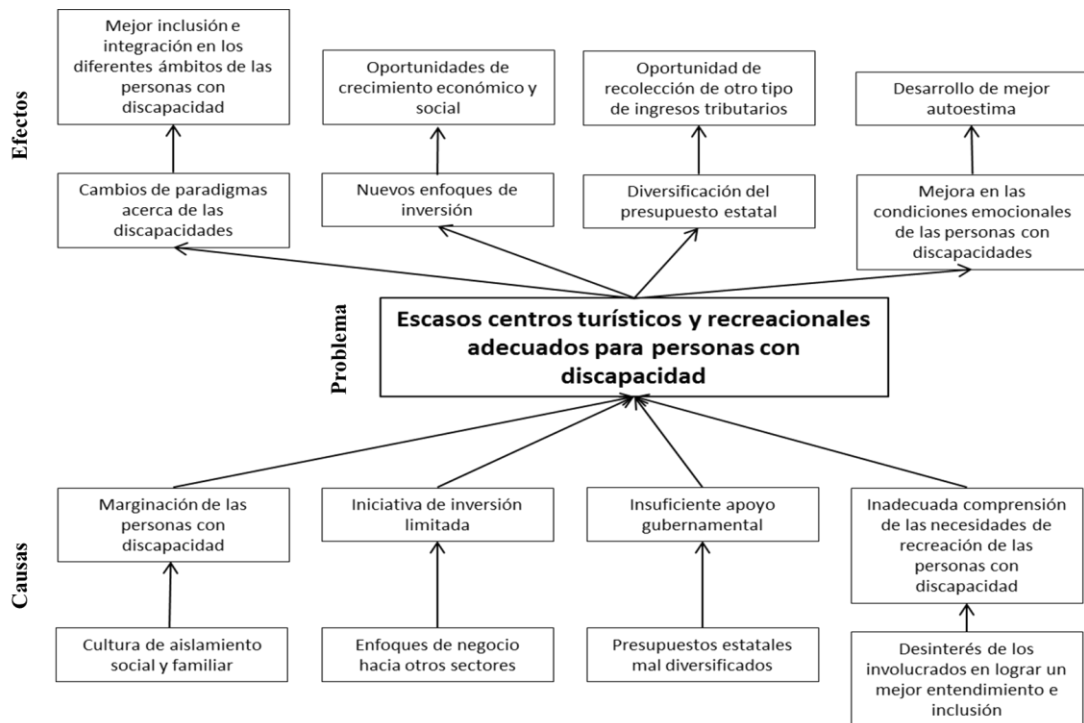 Efectos
Mejor inclusión e
integración en los
diferentes ámbitos de las
personas con
discapacidad
Oportunidades de
crecimiento económico y
social
Oportunidad de
recolección de otro tipo
de ingresos tributarios
Desarrollo de mejor
autoestima
Cambios de paradigmas
acerca de las
discapacidades
Nuevos enfoques de
inversión
Diversificación del
presupuesto estatal
Mejora en las
condiciones emocionales
de las personas con
discapacidades
Problema
Escasos centros turísticos y recreacionales
adecuados para personas con
discapacidad
Causas
Marginación de las
personas con
discapacidad
Iniciativa de inversión
limitada
Insuficiente apoyo
gubernamental
Inadecuada comprensión
de las necesidades de
recreación de las
personas con
discapacidad
Cultura de aislamiento
social y familiar
Enfoques de negocio
hacia otros sectores
Presupuestos estatales
mal diversificados
Desinterés de los
involucrados en lograr un
mejor entendimiento e
inclusión